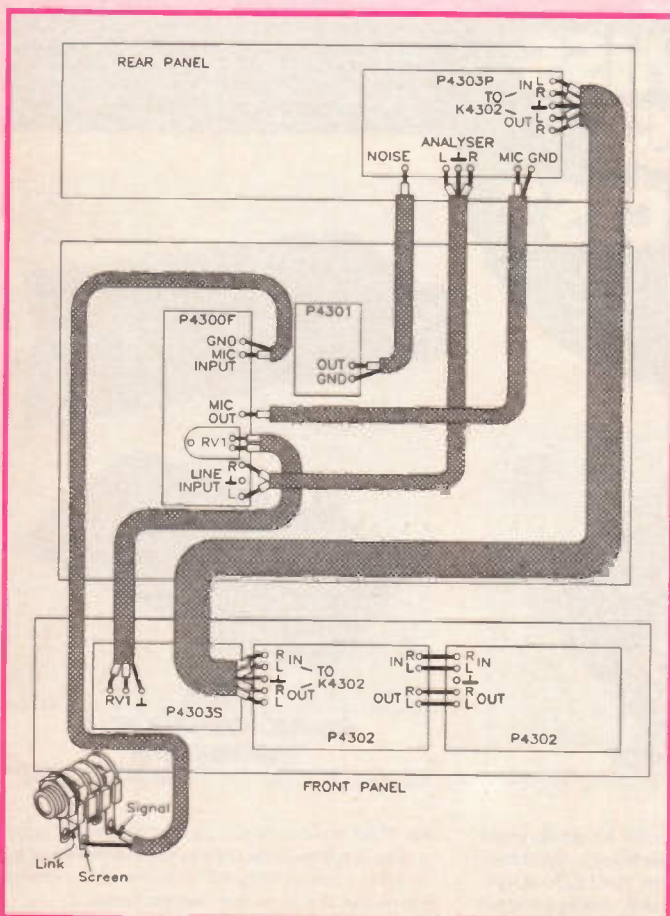 REAR PANEL
P4303P
IN L
R
TO
⊥
K4302
OUT L
R
ANALYSER
NOISE
L ⊥ R
MIC GND
P4300F
GND
MIC
INPUT
P4301
OUT
GND
MIC
OUT
RV1
LINE
INPUT
R
⊥
L
RV1 ⊥
P4303S
R
L
IN
TO
⊥
K4302
R
L
OUT
P4302
IN
R
L
OUT
R
L
R
L
IN
⊥
R
L
OUT
P4302
FRONT PANEL
Signal
Link
Screen